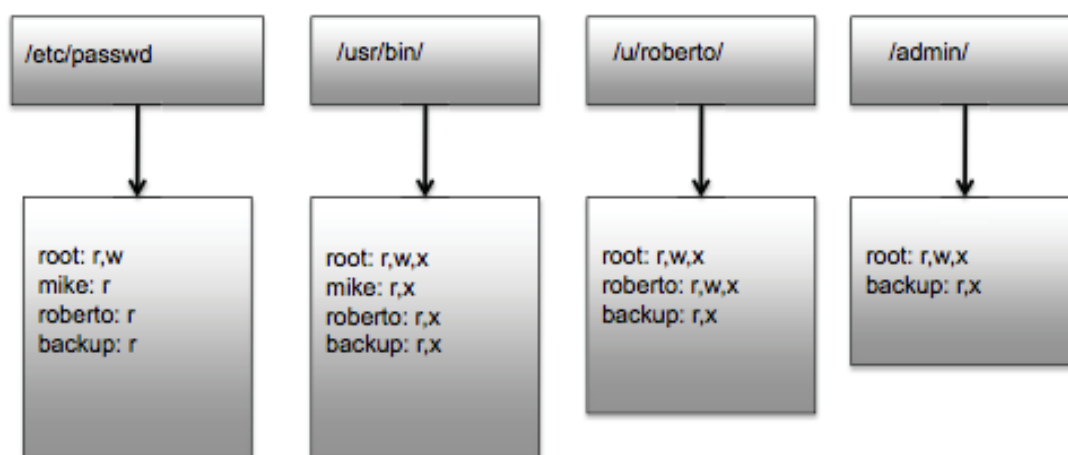 /etc/passwd
/usr/bin/
/u/roberto/
/admin/
root: r,w
mike: r
roberto: r
backup: r
root: r,w,x
mike: r,x
roberto: r,x
backup: r,x
root: r,w,x
roberto: r,w,x
backup: r,x
root: r,w,x
backup: r,x